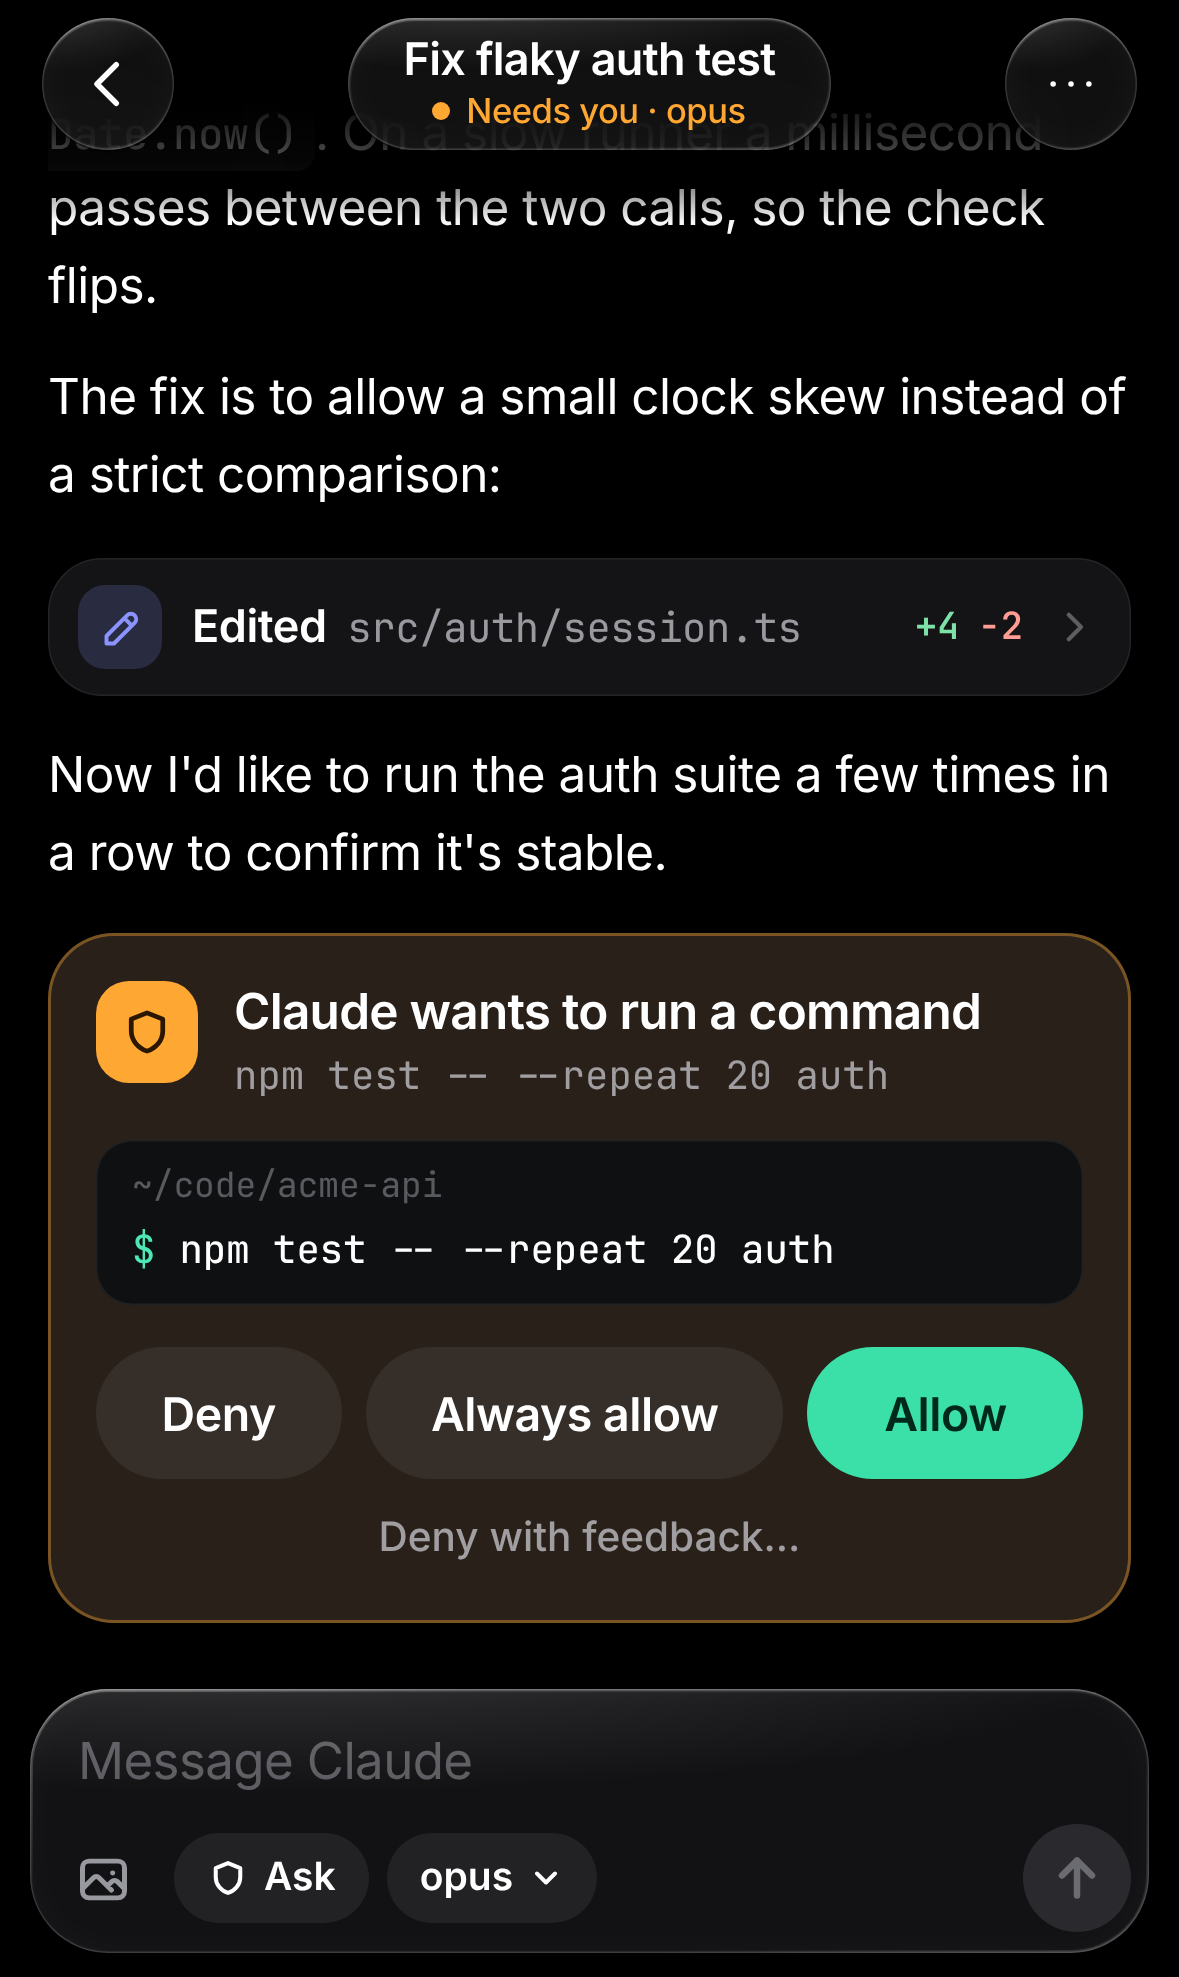 Fix flaky auth test
Needs you · opus
Date.now() . On a slow runner a millisecond
passes between the two calls, so the check
flips.
The fix is to allow a small clock skew instead of
a strict comparison:
Edited src/auth/session.ts +4 -2
Now I'd like to run the auth suite a few times in
a row to confirm it's stable.
Claude wants to run a command
npm test -- --repeat 20 auth
~/code/acme-api
$ npm test -- --repeat 20 auth
Deny Always allow Allow
Deny with feedback...
Message Claude
Ask opus